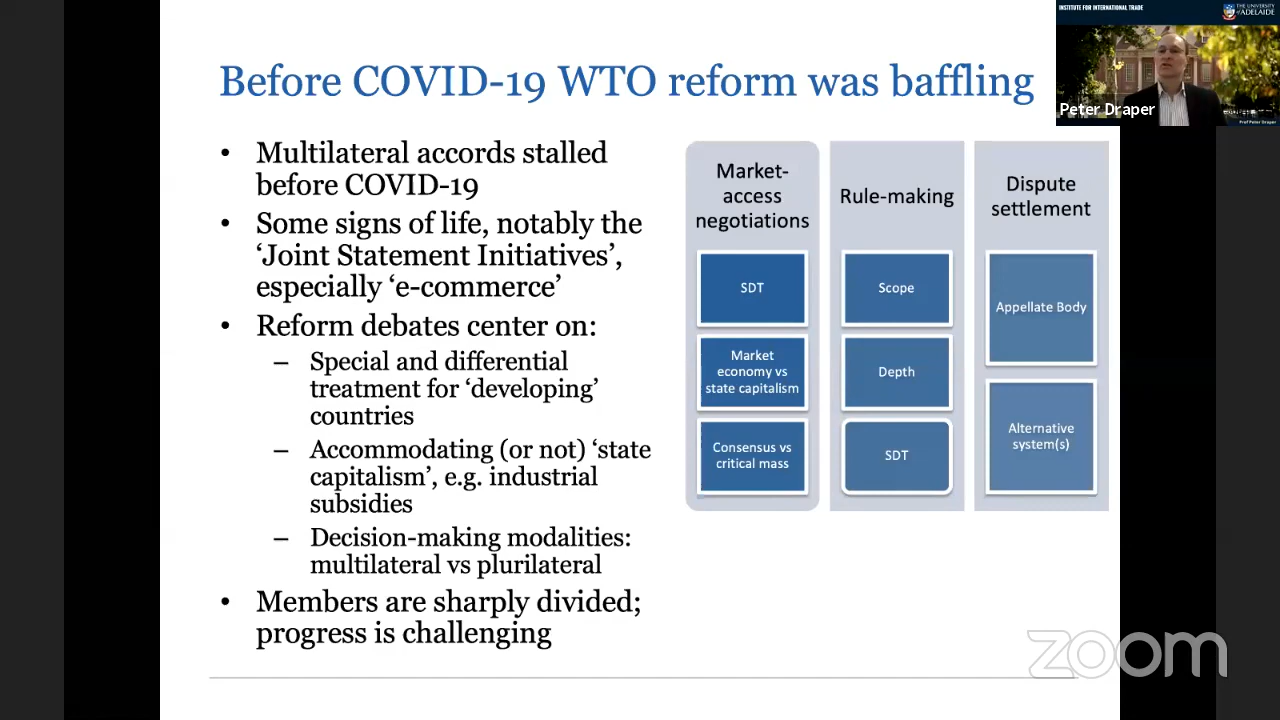 Before COVID-19 WTO reform was baffling
• Multilateral accords stalled
before COVID-19
• Some signs of life, notably the
‘Joint Statement Initiatives’,
especially ‘e-commerce’
• Reform debates center on:
– Special and differential
treatment for ‘developing’
countries
– Accommodating (or not) ‘state
capitalism’, e.g. industrial
subsidies
– Decision-making modalities:
multilateral vs plurilateral
• Members are sharply divided;
progress is challenging
Market-
access
negotiations
SDT
Market
economy vs
state capitalism
Consensus vs
critical mass
Rule-making
Scope
Depth
SDT
Dispute
settlement
Appellate Body
Alternative
system(s)
INSTITUTE FOR INTERNATIONAL TRADE
THE UNIVERSITY
of ADELAIDE
Peter Draper
Prof Peter Draper
zoom